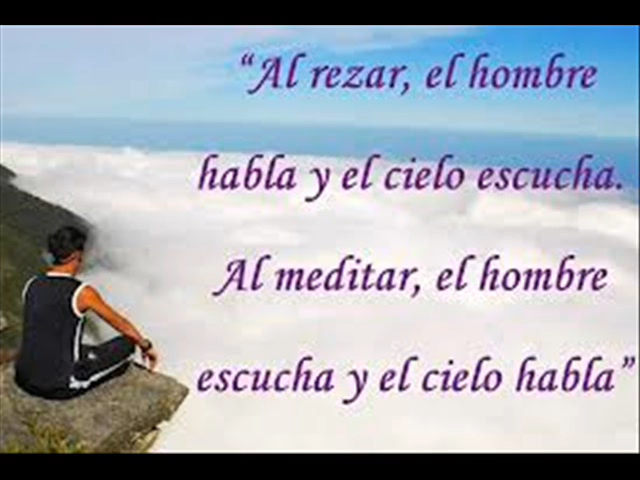 “Al rezar, el hombre
habla y el cielo escucha.
Al meditar, el hombre
escucha y el cielo habla”